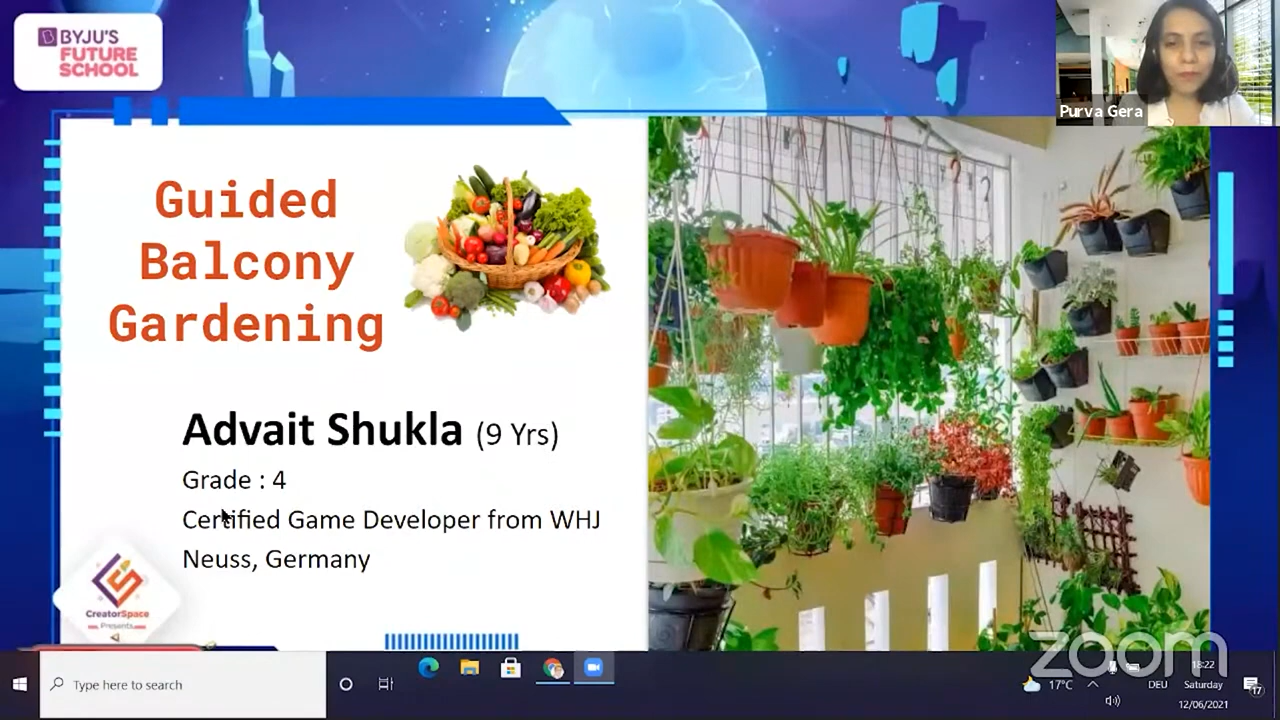 BYJU'S
FUTURE
SCHOOL
Purva Gera
Guided
Balcony
Gardening
Advait Shukla (9 Yrs)
Grade : 4
Certified Game Developer from WHJ
Neuss, Germany
CreatorSpace
Presents
zoom
Type here to search
17°C
DEU
18:22
Saturday
12/06/2021
17